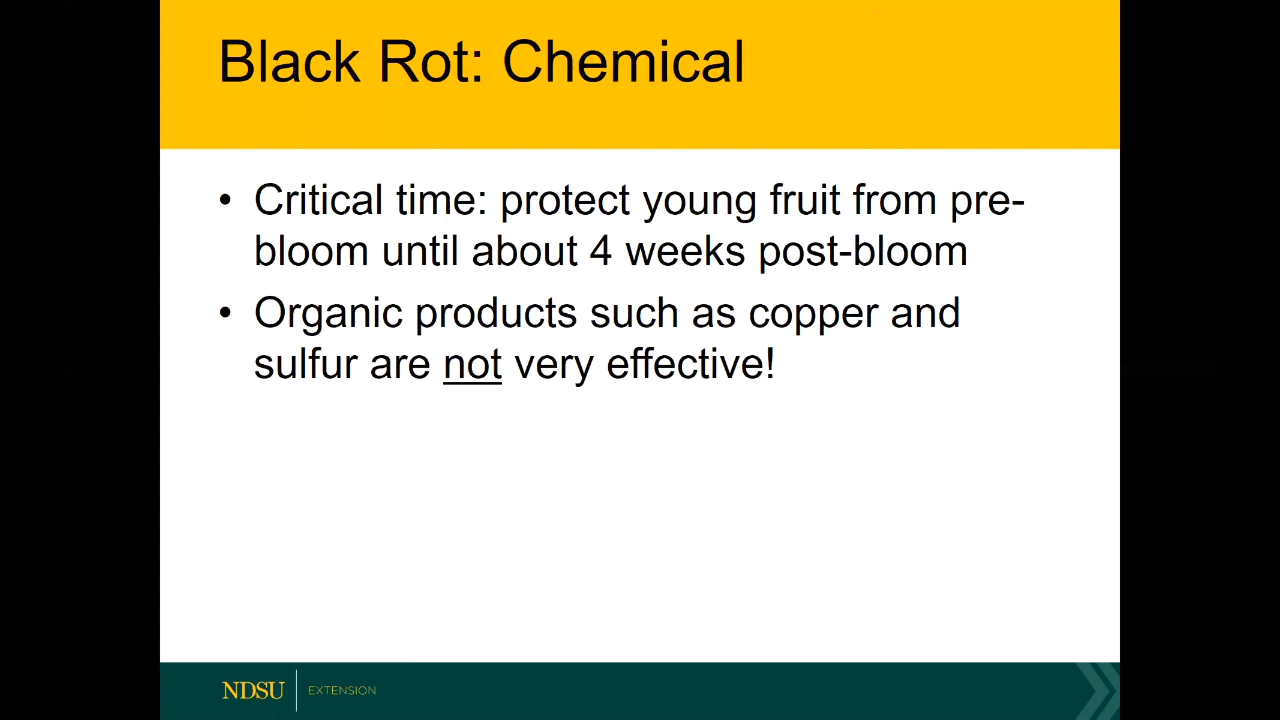 Black Rot: Chemical
• Critical time: protect young fruit from pre-
bloom until about 4 weeks post-bloom
• Organic products such as copper and
sulfur are not very effective!
NDSU | EXTENSION